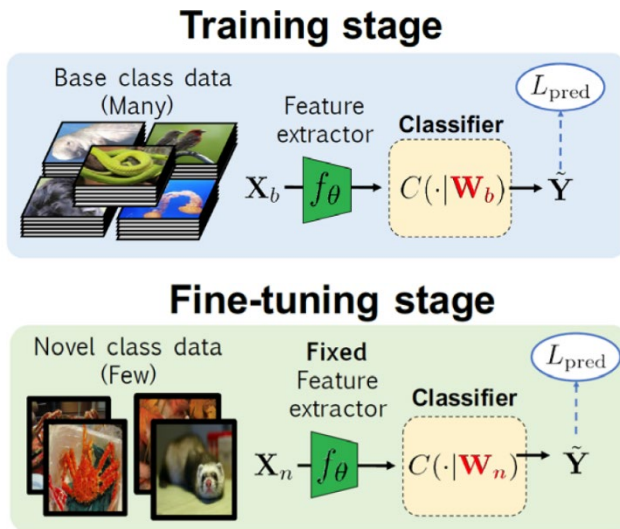 Training stage
Base class data
(Many)
Feature
extractor
Classifier
L_pred
X_b
f_θ
C(·|W_b)
Ỹ
Fine-tuning stage
Novel class data
(Few)
Fixed
Feature
extractor
Classifier
L_pred
X_n
f_θ
C(·|W_n)
Ỹ